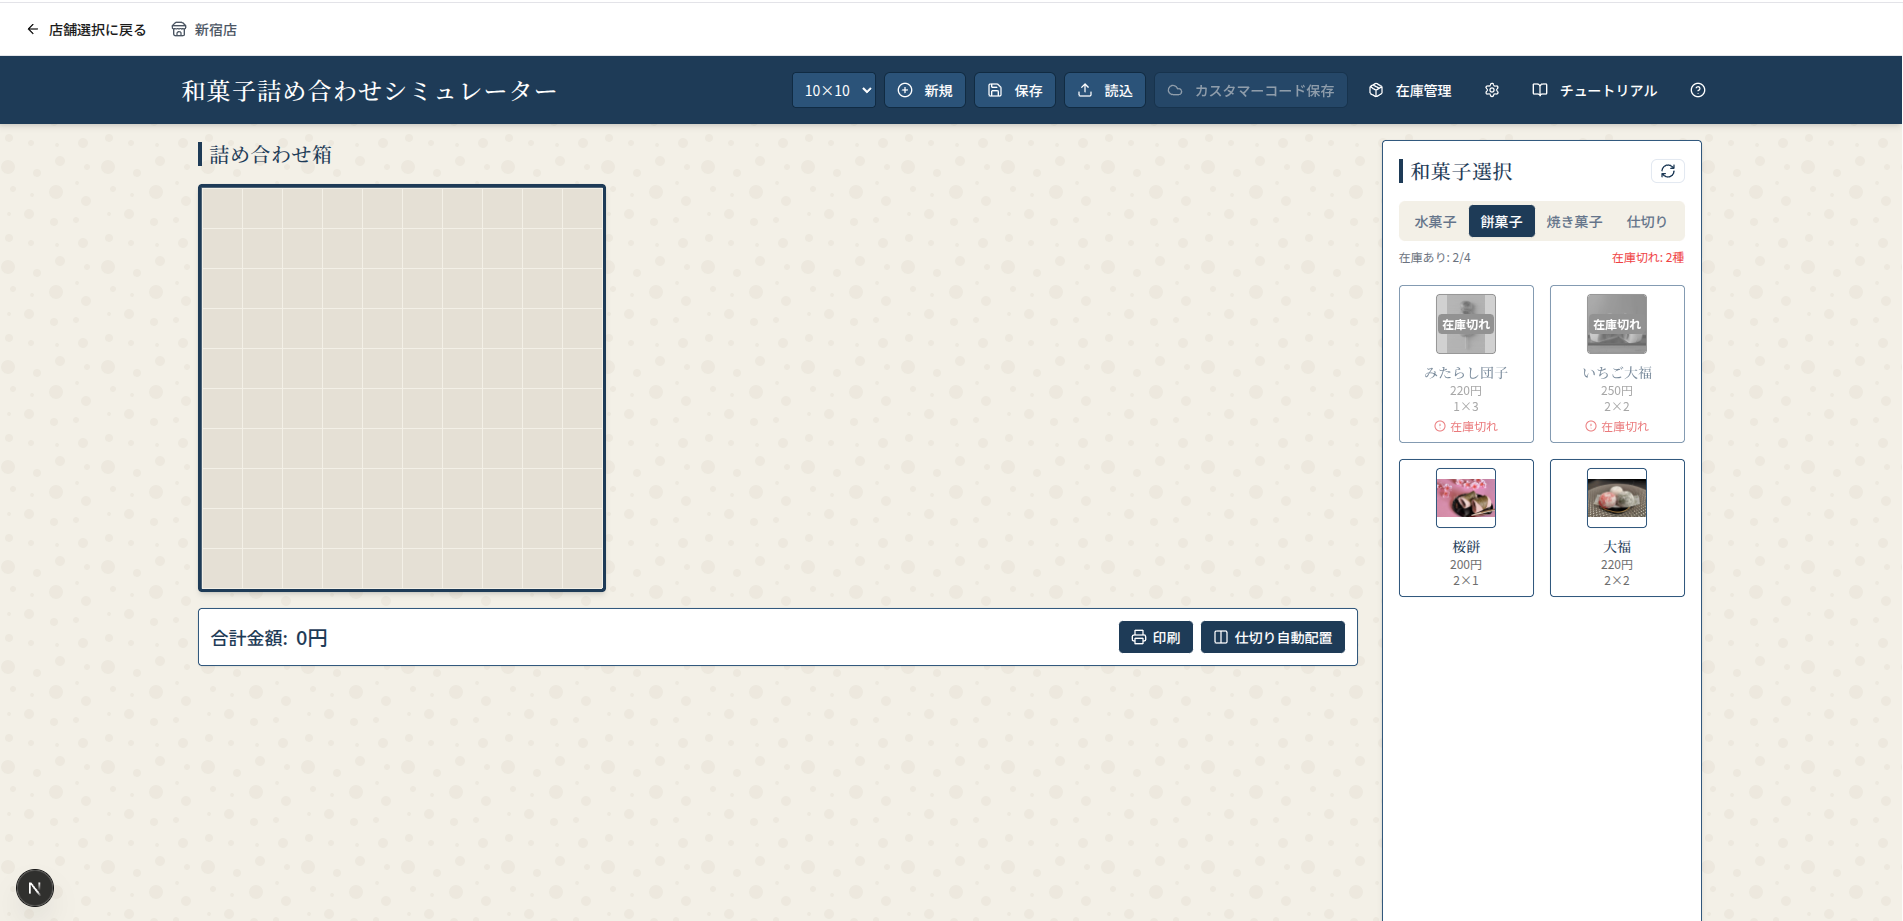 店舗選択に戻る 新宿店
和菓子詰め合わせシミュレーター 10×10 新規 保存 読込 カスタマーコード保存 在庫管理 チュートリアル
詰め合わせ箱
和菓子選択
水菓子 餅菓子 焼き菓子 仕切り
在庫あり: 2/4 在庫切れ: 2種
在庫切れ 在庫切れ
みたらし団子 いちご大福
220円 250円
1×3 2×2
在庫切れ 在庫切れ
桜餅 大福
200円 220円
2×1 2×2
合計金額: 0円 印刷 仕切り自動配置
N